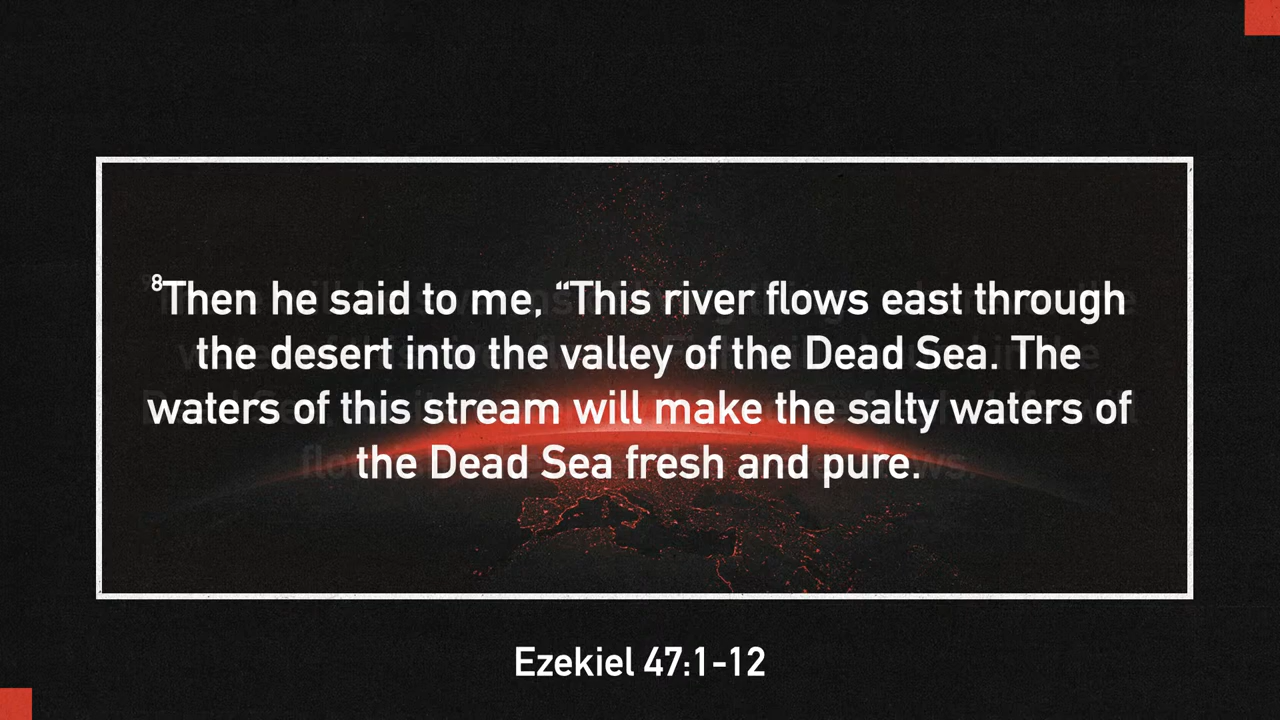 ⁸Then he said to me, “This river flows east through
the desert into the valley of the Dead Sea. The
waters of this stream will make the salty waters of
the Dead Sea fresh and pure.
Ezekiel 47:1-12